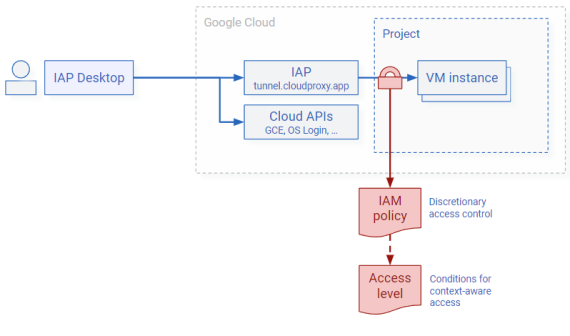 Google Cloud
Project
IAP Desktop
IAP
tunnel.cloudproxy.app
VM instance
Cloud APIs
GCE, OS Login, ...
IAM
policy
Discretionary
access control
Access
level
Conditions for
context-aware
access